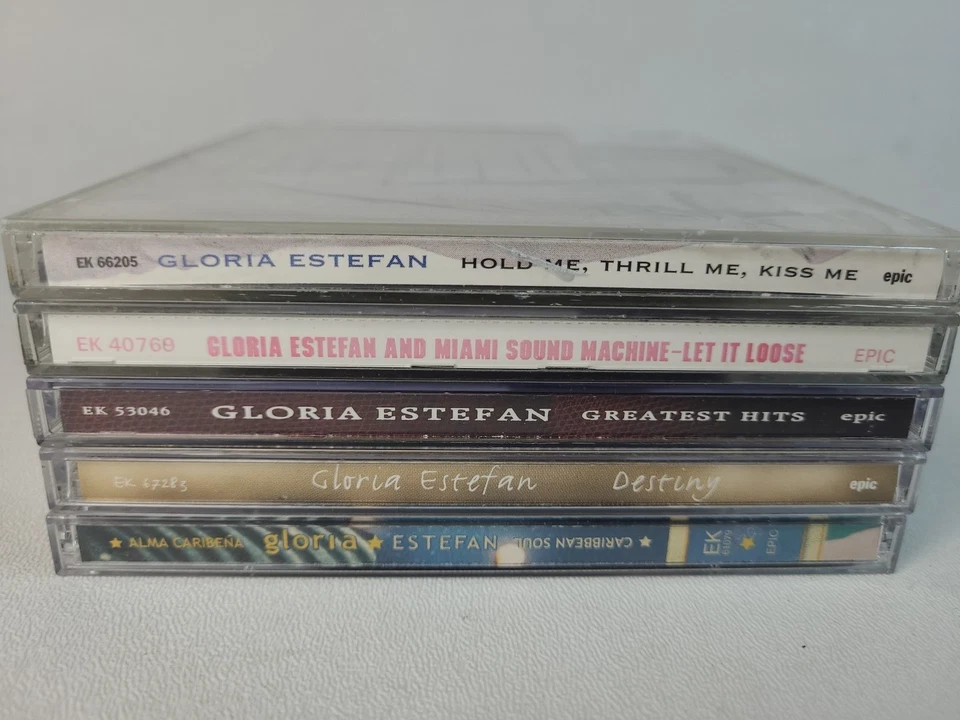 EK 66205 GLORIA ESTEFAN HOLD ME, THRILL ME, KISS ME epic
EK 40769 GLORIA ESTEFAN AND MIAMI SOUND MACHINE-LET IT LOOSE EPIC
EK 53046 GLORIA ESTEFAN GREATEST HITS epic
EK 67283 Gloria Estefan Destiny epic
★ ALMA CARIBEÑA gloria ★ ESTEFAN CARIBBEAN SOUL ★ EK ★ EPIC